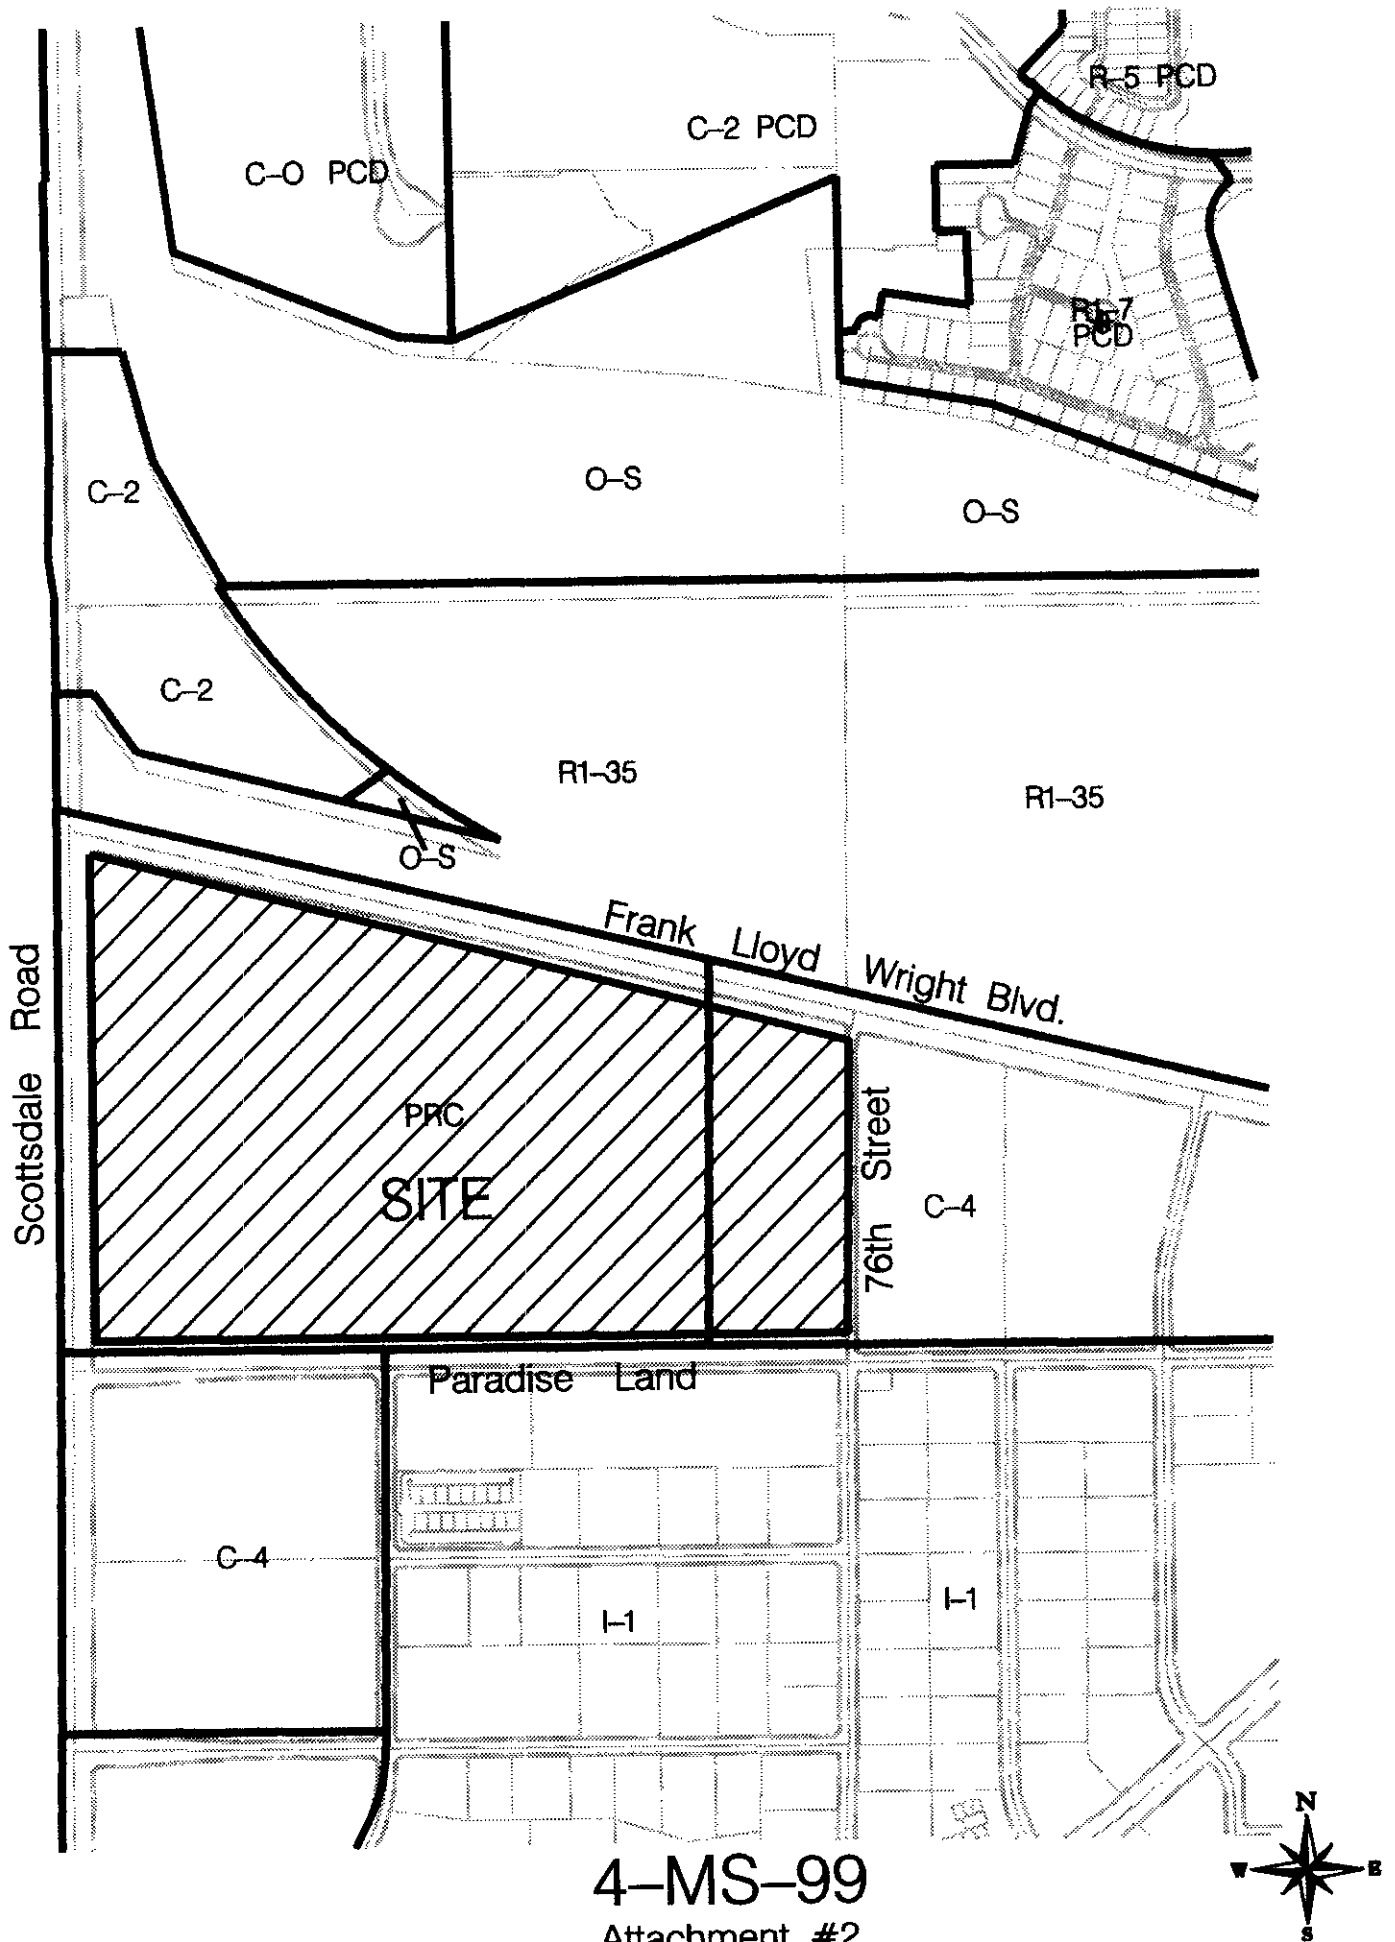 R-5 PCD
C-2 PCD
C-O PCD
R1-7
PCD
O-S
C-2
O-S
C-2
R1-35
R1-35
O-S
Frank Lloyd Wright Blvd.
Scottsdale Road
PRC
76th Street
SITE
C-4
Paradise Land
C-4
I-1
I-1
N
W E
S
4-MS-99
Attachment #2